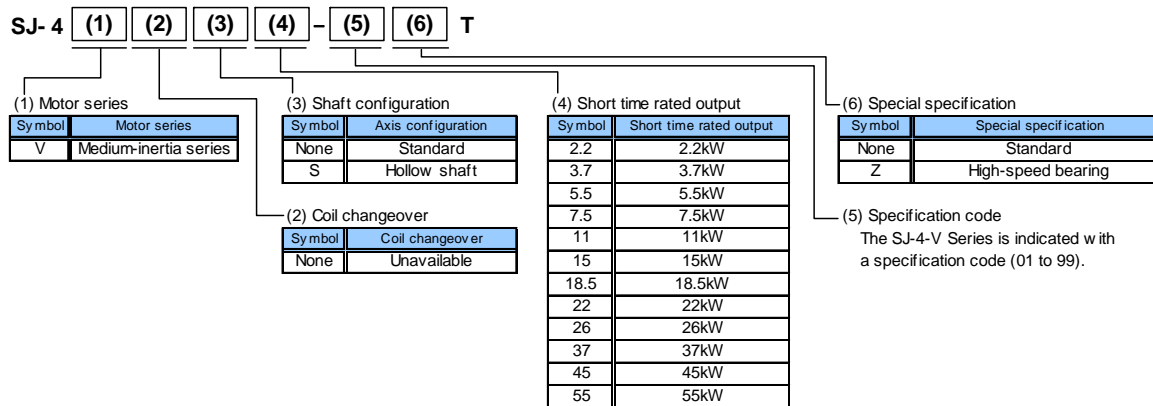 SJ- 4 (1) (2) (3) (4) – (5) (6) T
(1) Motor series
Symbol Motor series
V Medium-inertia series
(3) Shaft configuration
Symbol Axis configuration
None Standard
S Hollow shaft
(2) Coil changeover
Symbol Coil changeover
None Unavailable
(4) Short time rated output
Symbol Short time rated output
2.2 2.2kW
3.7 3.7kW
5.5 5.5kW
7.5 7.5kW
11 11kW
15 15kW
18.5 18.5kW
22 22kW
26 26kW
37 37kW
45 45kW
55 55kW
(6) Special specification
Symbol Special specification
None Standard
Z High-speed bearing
(5) Specification code
The SJ-4-V Series is indicated with
a specification code (01 to 99).